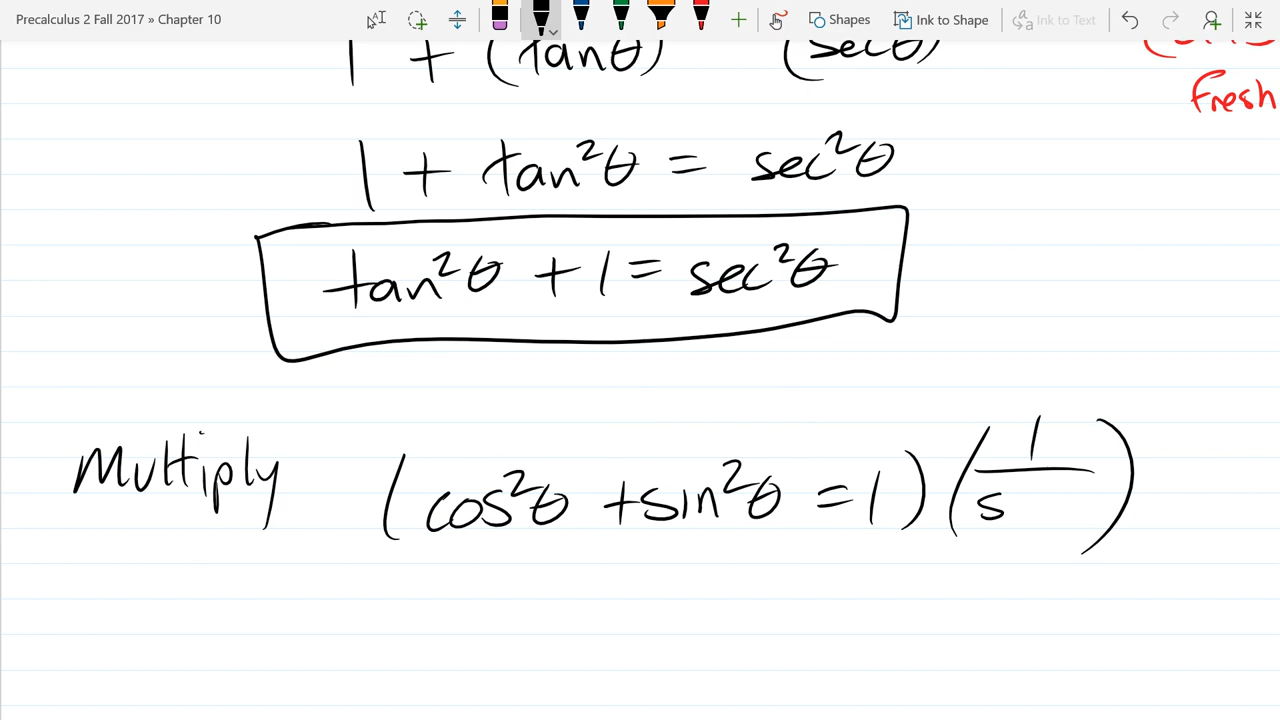 Precalculus 2 Fall 2017 » Chapter 10
Shapes Ink to Shape Ink to Text
1 + (tanθ) (secθ)
Fresh
1 + tan²θ = sec²θ
tan²θ + 1 = sec²θ
Multiply (cos²θ + sin²θ = 1) (1/s)